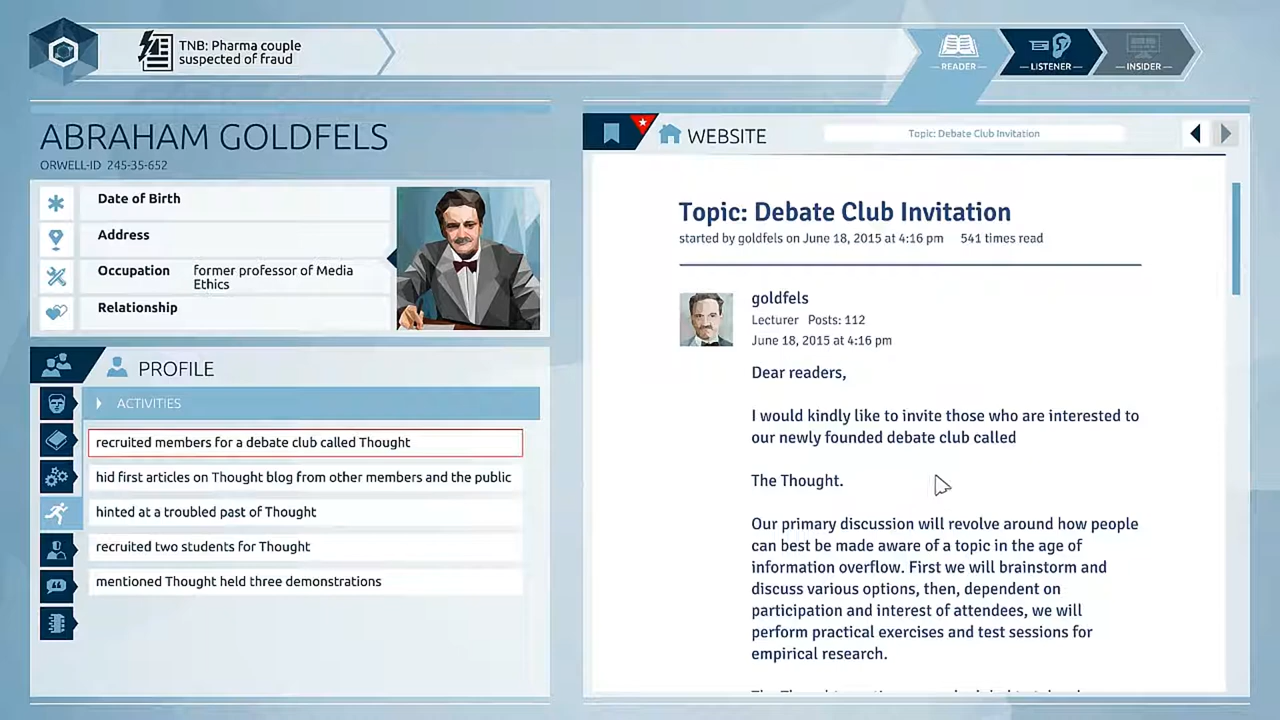 TNB: Pharma couple
suspected of fraud
READER
LISTENER
INSIDER
ABRAHAM GOLDFELS
ORWELL-ID 245-35-652
Date of Birth
Address
Occupation former professor of Media
Ethics
Relationship
PROFILE
ACTIVITIES
recruited members for a debate club called Thought
hid first articles on Thought blog from other members and the public
hinted at a troubled past of Thought
recruited two students for Thought
mentioned Thought held three demonstrations
WEBSITE
Topic: Debate Club Invitation
Topic: Debate Club Invitation
started by goldfels on June 18, 2015 at 4:16 pm 541 times read
goldfels
Lecturer Posts: 112
June 18, 2015 at 4:16 pm
Dear readers,
I would kindly like to invite those who are interested to
our newly founded debate club called
The Thought.
Our primary discussion will revolve around how people
can best be made aware of a topic in the age of
information overflow. First we will brainstorm and
discuss various options, then, dependent on
participation and interest of attendees, we will
perform practical exercises and test sessions for
empirical research.